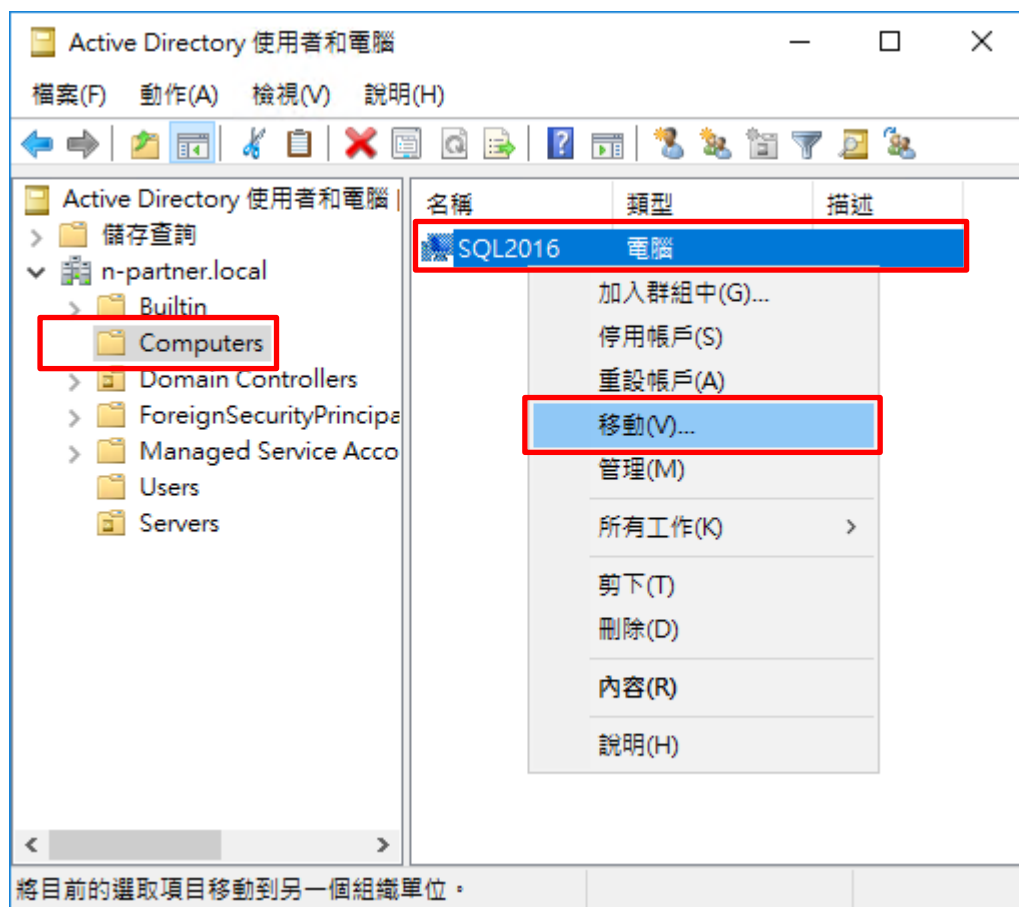 Active Directory 使用者和電腦
檔案(F) 動作(A) 檢視(V) 說明(H)
Active Directory 使用者和電腦
儲存查詢
n-partner.local
Builtin
Computers
Domain Controllers
ForeignSecurityPrincipa
Managed Service Acco
Users
Servers
名稱 類型 描述
SQL2016 電腦
加入群組中(G)...
停用帳戶(S)
重設帳戶(A)
移動(V)...
管理(M)
所有工作(K)
剪下(T)
刪除(D)
內容(R)
說明(H)
將目前的選取項目移動到另一個組織單位。